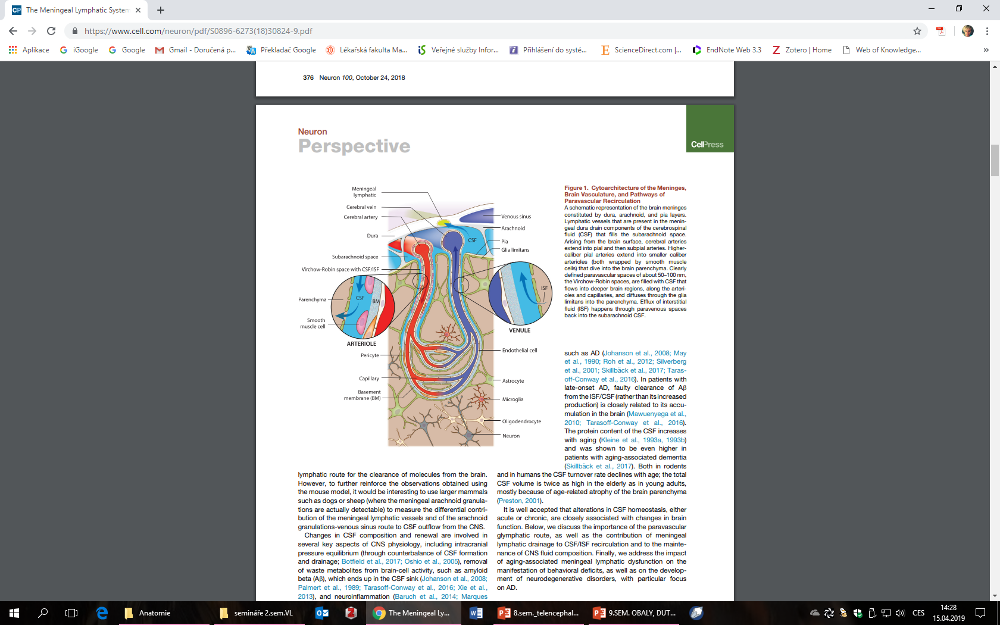 The Meningeal Lymphatic System
https://www.cell.com/neuron/pdf/S0896-6273(18)30824-9.pdf
Aplikace
iGoogle
Google
Gmail - Doručená p...
Překladač Google
Lékařská fakulta Ma...
Veřejné služby Infor...
Přihlášení do systé...
ScienceDirect.com |...
EndNote Web 3.3
Zotero | Home
Web of Knowledge...
»
376 Neuron 100, October 24, 2018
Neuron
Perspective
CellPress
Meningeal
lymphatic
Cerebral vein
Cerebral artery
Dura
Subarachnoid space
Virchow-Robin space with CSF/ISF
Parenchyma
Smooth
muscle cell
CSF
BM
ARTERIOLE
Pericyte
Capillary
Basement
membrane (BM)
CSF
Venous sinus
Arachnoid
Pia
Glia limitans
ISF
VENULE
Endothelial cell
Astrocyte
Microglia
Oligodendrocyte
Neuron
Figure 1. Cytoarchitecture of the Meninges,
Brain Vasculature, and Pathways of
Paravascular Recirculation
A schematic representation of the brain meninges
constituted by dura, arachnoid, and pia layers.
Lymphatic vessels that are present in the menin-
geal dura drain components of the cerebrospinal
fluid (CSF) that fills the subarachnoid space.
Arising from the brain surface, cerebral arteries
extend into pial and then subpial arteries. Higher-
caliber pial arteries extend into smaller caliber
arterioles (both wrapped by smooth muscle
cells) that dive into the brain parenchyma. Clearly
defined paravascular spaces of about 50–100 nm,
the Virchow-Robin spaces, are filled with CSF that
flows into deeper brain regions, along the arteri-
oles and capillaries, and diffuses through the glia
limitans into the parenchyma. Efflux of interstitial
fluid (ISF) happens through paravenous spaces
back into the subarachnoid CSF.
lymphatic route for the clearance of molecules from the brain.
However, to further reinforce the observations obtained using
the mouse model, it would be interesting to use larger mammals
such as dogs or sheep (where the meningeal arachnoid granula-
tions are actually detectable) to measure the differential contri-
bution of the meningeal lymphatic vessels and of the arachnoid
granulations-venous sinus route to CSF outflow from the CNS.
Changes in CSF composition and renewal are involved in
several key aspects of CNS physiology, including intracranial
pressure equilibrium (through counterbalance of CSF formation
and drainage; Botfield et al., 2017; Oshio et al., 2005), removal
of waste metabolites from brain-cell activity, such as amyloid
beta (Aβ), which ends up in the CSF sink (Johanson et al., 2008;
Palmert et al., 1989; Tarasoff-Conway et al., 2016; Xie et al.,
2013), and neuroinflammation (Baruch et al., 2014; Marques
such as AD (Johanson et al., 2008; May
et al., 1990; Roh et al., 2012; Silverberg
et al., 2001; Skillbäck et al., 2017; Taras-
off-Conway et al., 2016). In patients with
late-onset AD, faulty clearance of Aβ
from the ISF/CSF (rather than its increased
production) is closely related to its accu-
mulation in the brain (Mawuenyega et al.,
2010; Tarasoff-Conway et al., 2016).
The protein content of the CSF increases
with aging (Kleine et al., 1993a, 1993b)
and was shown to be even higher in
patients with aging-associated dementia
(Skillbäck et al., 2017). Both in rodents
and in humans the CSF turnover rate declines with age; the total
CSF volume is twice as high in the elderly as in young adults,
mostly because of age-related atrophy of the brain parenchyma
(Preston, 2001).
It is well accepted that alterations in CSF homeostasis, either
acute or chronic, are closely associated with changes in brain
function. Below, we discuss the importance of the paravascular
glymphatic route, as well as the contribution of meningeal
lymphatic drainage to CSF/ISF recirculation and to the mainte-
nance of CNS fluid composition. Finally, we address the impact
of aging-associated meningeal lymphatic dysfunction on the
manifestation of behavioral deficits, as well as on the develop-
ment of neurodegenerative disorders, with particular focus
on AD.
Anatomie
semináře 2.sem.VL
The Meningeal Ly...
8.sem._telencephal...
9.SEM. OBALY, DUT...
CES
14:28
15.04.2019